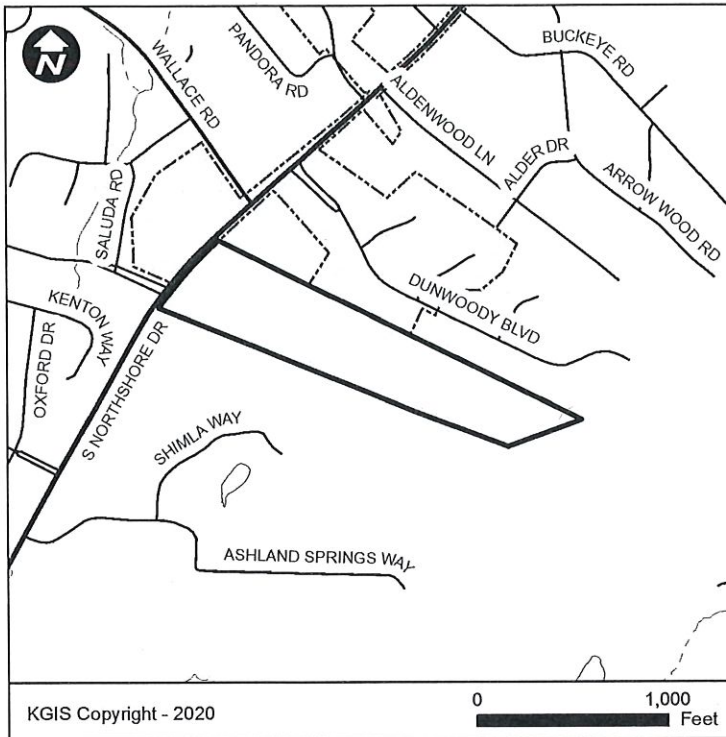 N
WALLACE RD
PANDORA RD
BUCKEYE RD
ALDENWOOD LN
ALDER DR
ARROW WOOD RD
SALUDA RD
KENTON WAY
OXFORD DR
S NORTHSHORE DR
DUNWOODY BLVD
SHIMLA WAY
ASHLAND SPRINGS WAY
KGIS Copyright - 2020
0 1,000
Feet